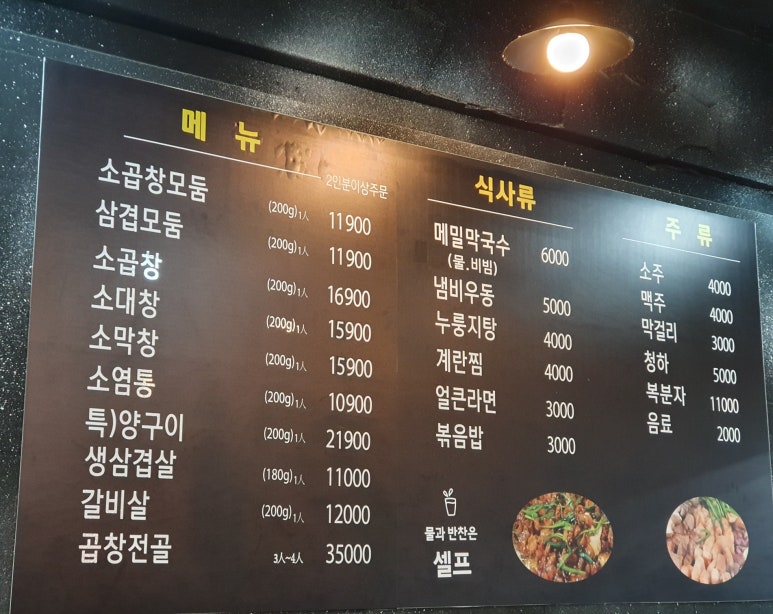 메 뉴
2인분이상주문
소곱창모둠 (200g)1人 11900
삼겹모둠 (200g)1人 11900
소곱창 (200g)1人 16900
소대창 (200g)1人 15900
소막창 (200g)1人 15900
소염통 (200g)1人 10900
특)양구이 (200g)1人 21900
생삼겹살 (180g)1人 11000
갈비살 (200g)1人 12000
곱창전골 3人~4人 35000
식사류
메밀막국수 6000
(물.비빔)
냄비우동 5000
누룽지탕 4000
계란찜 4000
얼큰라면 3000
볶음밥 3000
물과 반찬은
셀프
주 류
소주 4000
맥주 4000
막걸리 3000
청하 5000
복분자 11000
음료 2000